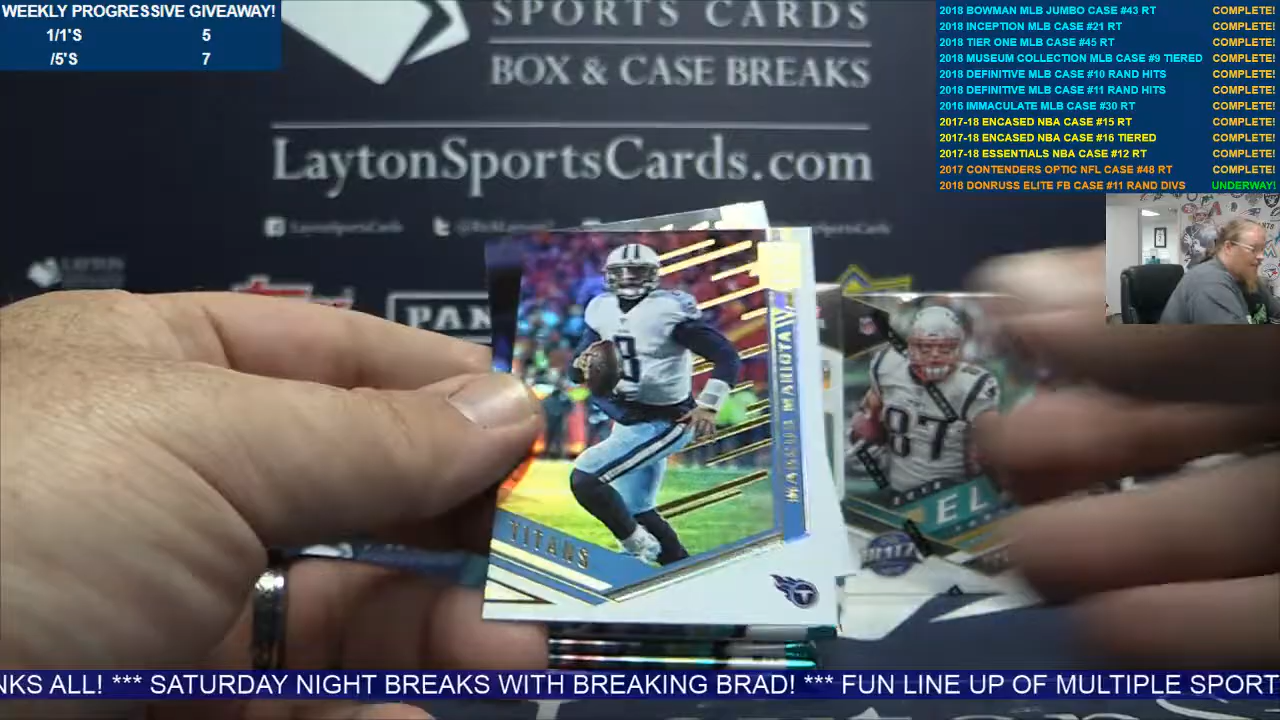 WEEKLY PROGRESSIVE GIVEAWAY!
1/1'S 5
/5'S 7
SPORTS CARDS
BOX & CASE BREAKS
LaytonSportsCards.com
LaytonSportsCards
2018 BOWMAN MLB JUMBO CASE #43 RT COMPLETE!
2018 INCEPTION MLB CASE #21 RT COMPLETE!
2018 TIER ONE MLB CASE #45 RT COMPLETE!
2018 MUSEUM COLLECTION MLB CASE #9 TIERED COMPLETE!
2018 DEFINITIVE MLB CASE #10 RAND HITS COMPLETE!
2018 DEFINITIVE MLB CASE #11 RAND HITS COMPLETE!
2016 IMMACULATE MLB CASE #30 RT COMPLETE!
2017-18 ENCASED NBA CASE #15 RT COMPLETE!
2017-18 ENCASED NBA CASE #16 TIERED COMPLETE!
2017-18 ESSENTIALS NBA CASE #12 RT COMPLETE!
2017 CONTENDERS OPTIC NFL CASE #48 RT COMPLETE!
2018 DONRUSS ELITE FB CASE #11 RAND DIVS UNDERWAY!
PANI
8
MARCUS MARIOTA
TITANS
87
EL
NKS ALL! *** SATURDAY NIGHT BREAKS WITH BREAKING BRAD! *** FUN LINE UP OF MULTIPLE SPORT